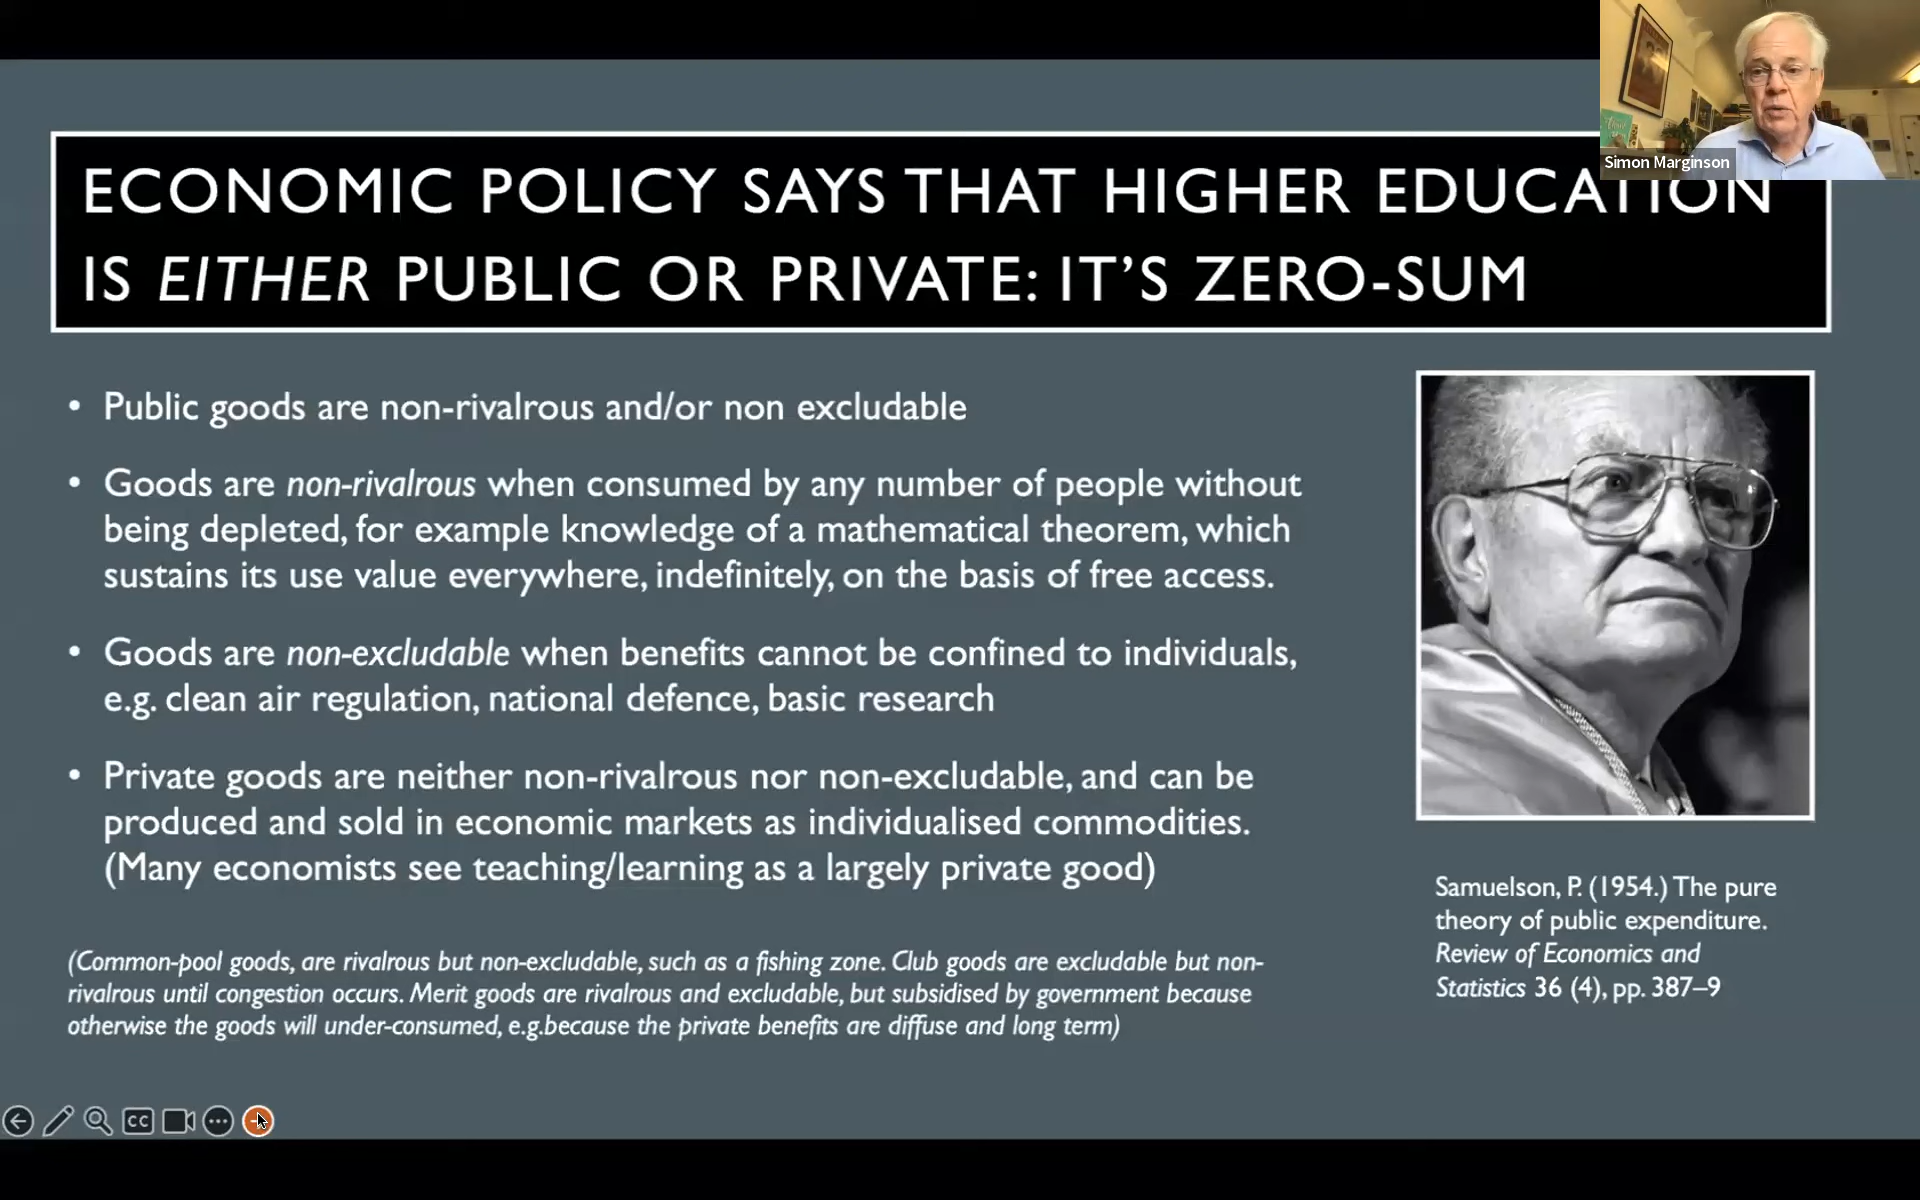 Simon Marginson
ECONOMIC POLICY SAYS THAT HIGHER EDUCATION
IS EITHER PUBLIC OR PRIVATE: IT'S ZERO-SUM
• Public goods are non-rivalrous and/or non excludable
• Goods are non-rivalrous when consumed by any number of people without
being depleted, for example knowledge of a mathematical theorem, which
sustains its use value everywhere, indefinitely, on the basis of free access.
• Goods are non-excludable when benefits cannot be confined to individuals,
e.g. clean air regulation, national defence, basic research
• Private goods are neither non-rivalrous nor non-excludable, and can be
produced and sold in economic markets as individualised commodities.
(Many economists see teaching/learning as a largely private good)
(Common-pool goods, are rivalrous but non-excludable, such as a fishing zone. Club goods are excludable but non-
rivalrous until congestion occurs. Merit goods are rivalrous and excludable, but subsidised by government because
otherwise the goods will under-consumed, e.g.because the private benefits are diffuse and long term)
Samuelson, P. (1954.) The pure
theory of public expenditure.
Review of Economics and
Statistics 36 (4), pp. 387–9
CC